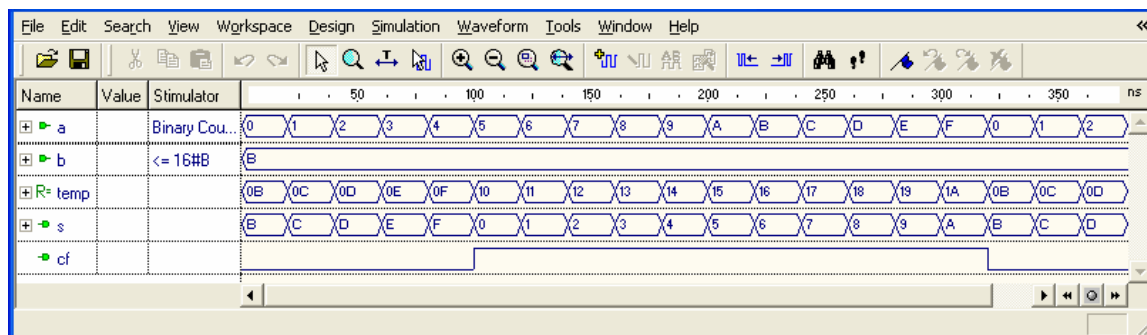 File Edit Search View Workspace Design Simulation Waveform Tools Window Help
Name Value Stimulator 50 100 150 200 250 300 350 ns
a Binary Cou... 0 1 2 3 4 5 6 7 8 9 A B C D E F 0 1 2
b <= 16#B B
R= temp 0B 0C 0D 0E 0F 10 11 12 13 14 15 16 17 18 19 1A 0B 0C 0D
s B C D E F 0 1 2 3 4 5 6 7 8 9 A B C D
cf